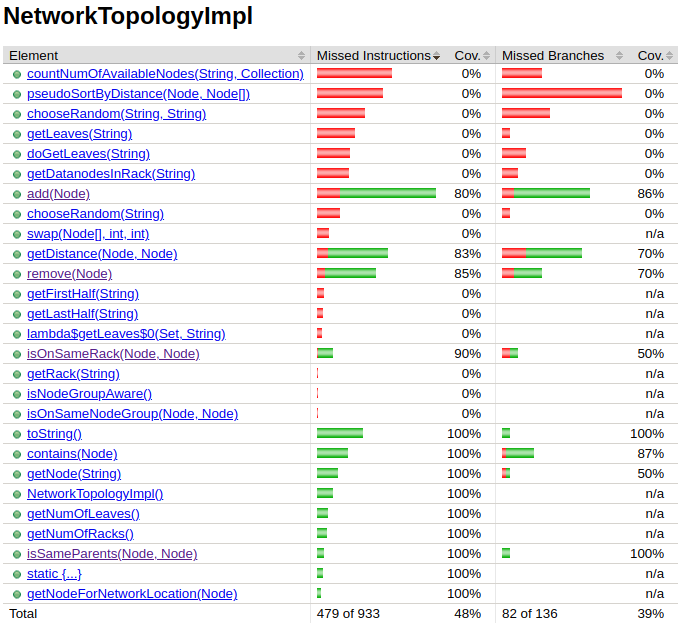 NetworkTopologyImpl
Element Missed Instructions Cov. Missed Branches Cov.
countNumOfAvailableNodes(String, Collection) 0% 0%
pseudoSortByDistance(Node, Node[]) 0% 0%
chooseRandom(String, String) 0% 0%
getLeaves(String) 0% 0%
doGetLeaves(String) 0% 0%
getDatanodesInRack(String) 0% 0%
add(Node) 80% 86%
chooseRandom(String) 0% 0%
swap(Node[], int, int) 0% n/a
getDistance(Node, Node) 83% 70%
remove(Node) 85% 70%
getFirstHalf(String) 0% n/a
getLastHalf(String) 0% n/a
lambda$getLeaves$0(Set, String) 0% n/a
isOnSameRack(Node, Node) 90% 50%
getRack(String) 0% n/a
isNodeGroupAware() 0% n/a
isOnSameNodeGroup(Node, Node) 0% n/a
toString() 100% 100%
contains(Node) 100% 87%
getNode(String) 100% 50%
NetworkTopologyImpl() 100% n/a
getNumOfLeaves() 100% n/a
getNumOfRacks() 100% n/a
isSameParents(Node, Node) 100% 100%
static {...} 100% n/a
getNodeForNetworkLocation(Node) 100% n/a
Total 479 of 933 48% 82 of 136 39%